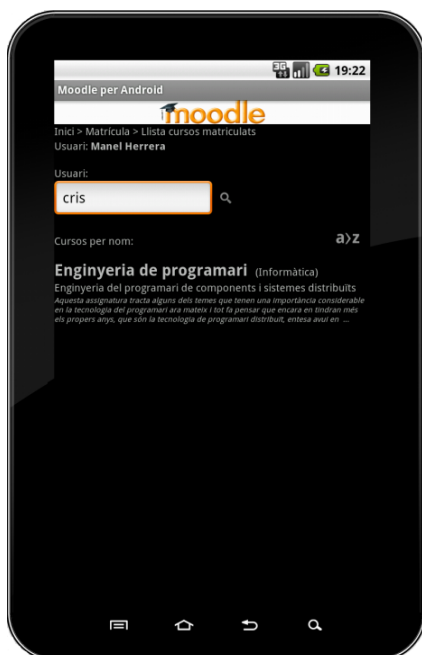 3G 19:22
Moodle per Android
moodle
Inici > Matrícula > Llista cursos matriculats
Usuari: Manel Herrera
Usuari:
cris
Cursos per nom: a>z
Enginyeria de programari (Informàtica)
Enginyeria del programari de components i sistemes distribuïts
Aquesta assignatura tracta alguns dels temes que tenen una importància considerable
en la tecnologia del programari ara mateix i tot fa pensar que encara en tindran més
els propers anys, que són la tecnologia de programari distribuït, entesa avui en ...